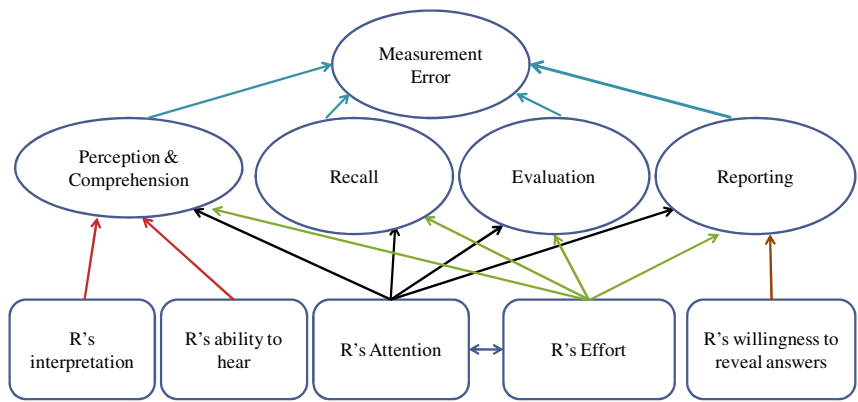 Measurement
Error
Perception &
Comprehension
Recall
Evaluation
Reporting
R's
interpretation
R's ability to
hear
R's Attention
R's Effort
R's willingness to
reveal answers